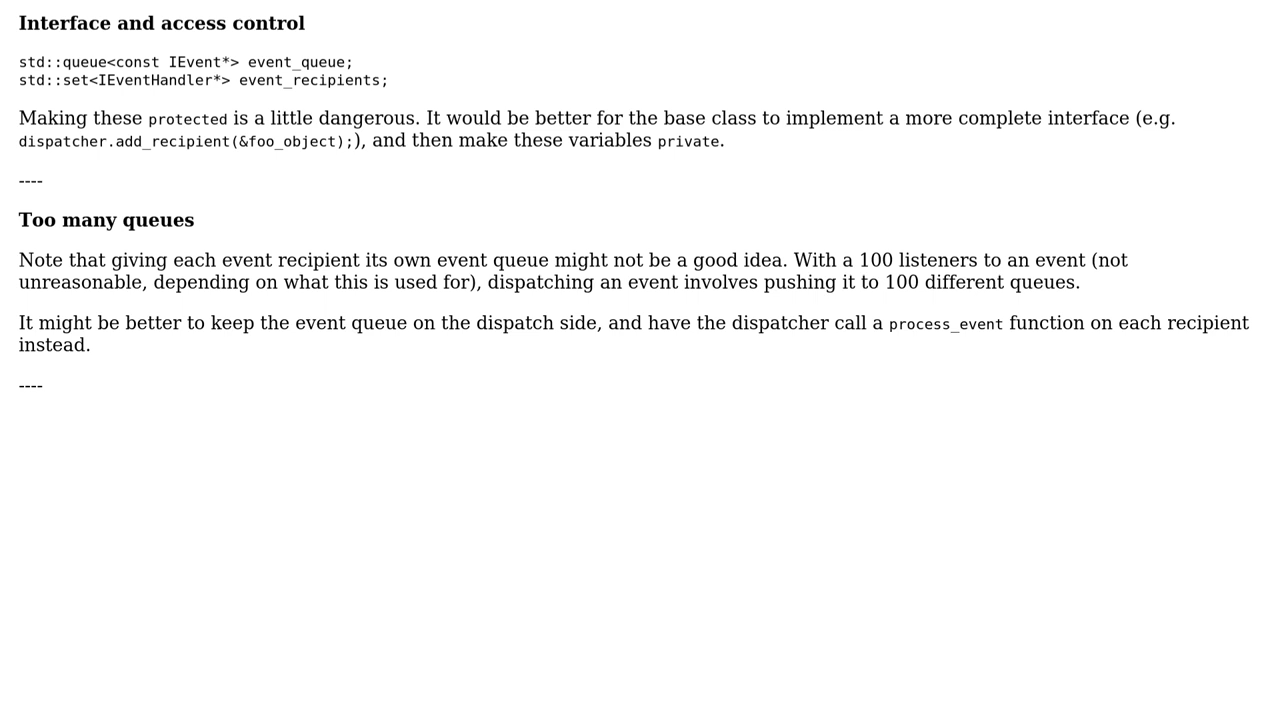 Interface and access control
std::queue<const IEvent*> event_queue;
std::set<IEventHandler*> event_recipients;
Making these protected is a little dangerous. It would be better for the base class to implement a more complete interface (e.g.
dispatcher.add_recipient(&foo_object);), and then make these variables private.
----
Too many queues
Note that giving each event recipient its own event queue might not be a good idea. With a 100 listeners to an event (not
unreasonable, depending on what this is used for), dispatching an event involves pushing it to 100 different queues.
It might be better to keep the event queue on the dispatch side, and have the dispatcher call a process_event function on each recipient
instead.
----